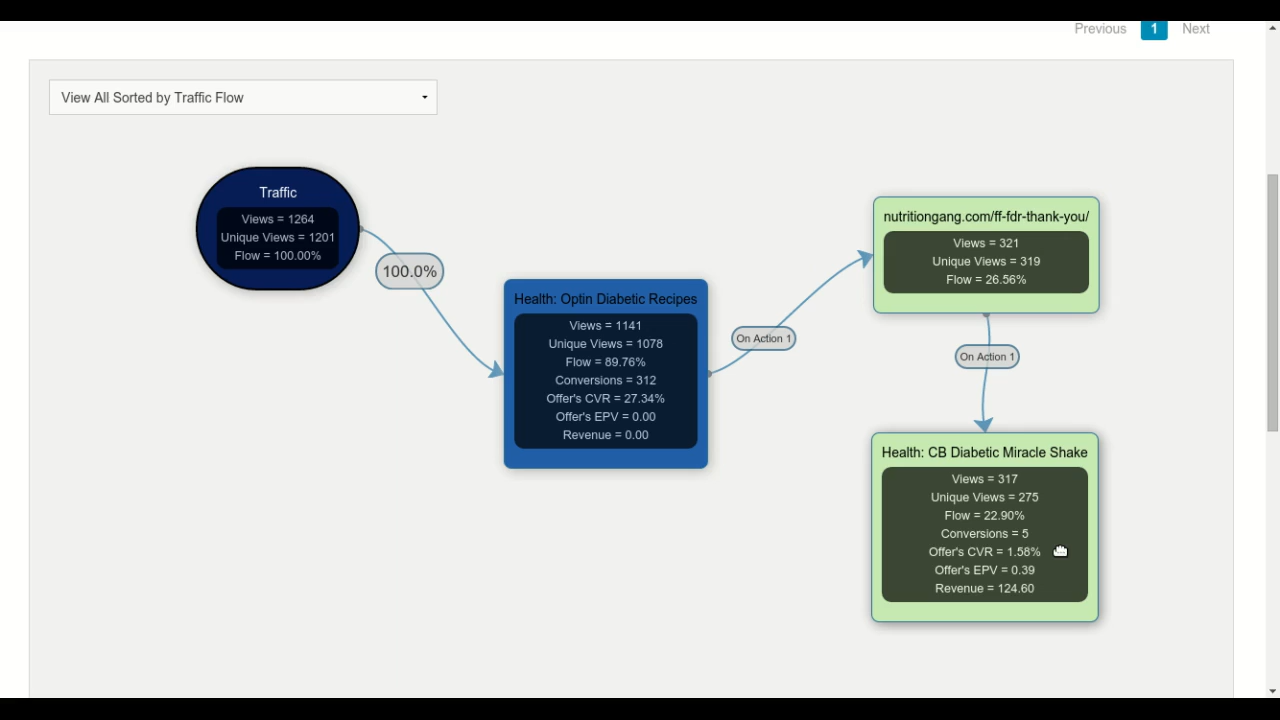 Previous 1 Next
View All Sorted by Traffic Flow
Traffic
Views = 1264
Unique Views = 1201
Flow = 100.00%
100.0%
Health: Optin Diabetic Recipes
Views = 1141
Unique Views = 1078
Flow = 89.76%
Conversions = 312
Offer's CVR = 27.34%
Offer's EPV = 0.00
Revenue = 0.00
On Action 1
nutritiongang.com/ff-fdr-thank-you/
Views = 321
Unique Views = 319
Flow = 26.56%
On Action 1
Health: CB Diabetic Miracle Shake
Views = 317
Unique Views = 275
Flow = 22.90%
Conversions = 5
Offer's CVR = 1.58%
Offer's EPV = 0.39
Revenue = 124.60